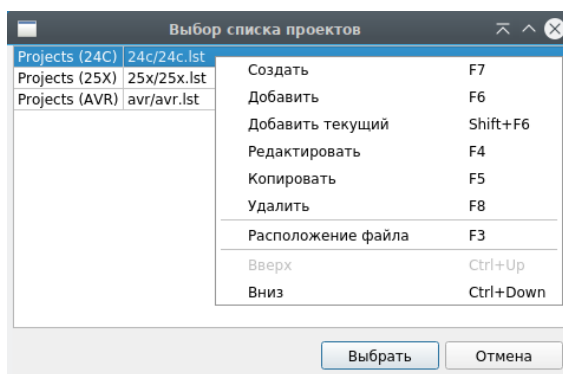 Выбор списка проектов
Projects (24C) 24c/24c.lst
Projects (25X) 25x/25x.lst
Projects (AVR) avr/avr.lst
Создать F7
Добавить F6
Добавить текущий Shift+F6
Редактировать F4
Копировать F5
Удалить F8
Расположение файла F3
Вверх Ctrl+Up
Вниз Ctrl+Down
Выбрать Отмена